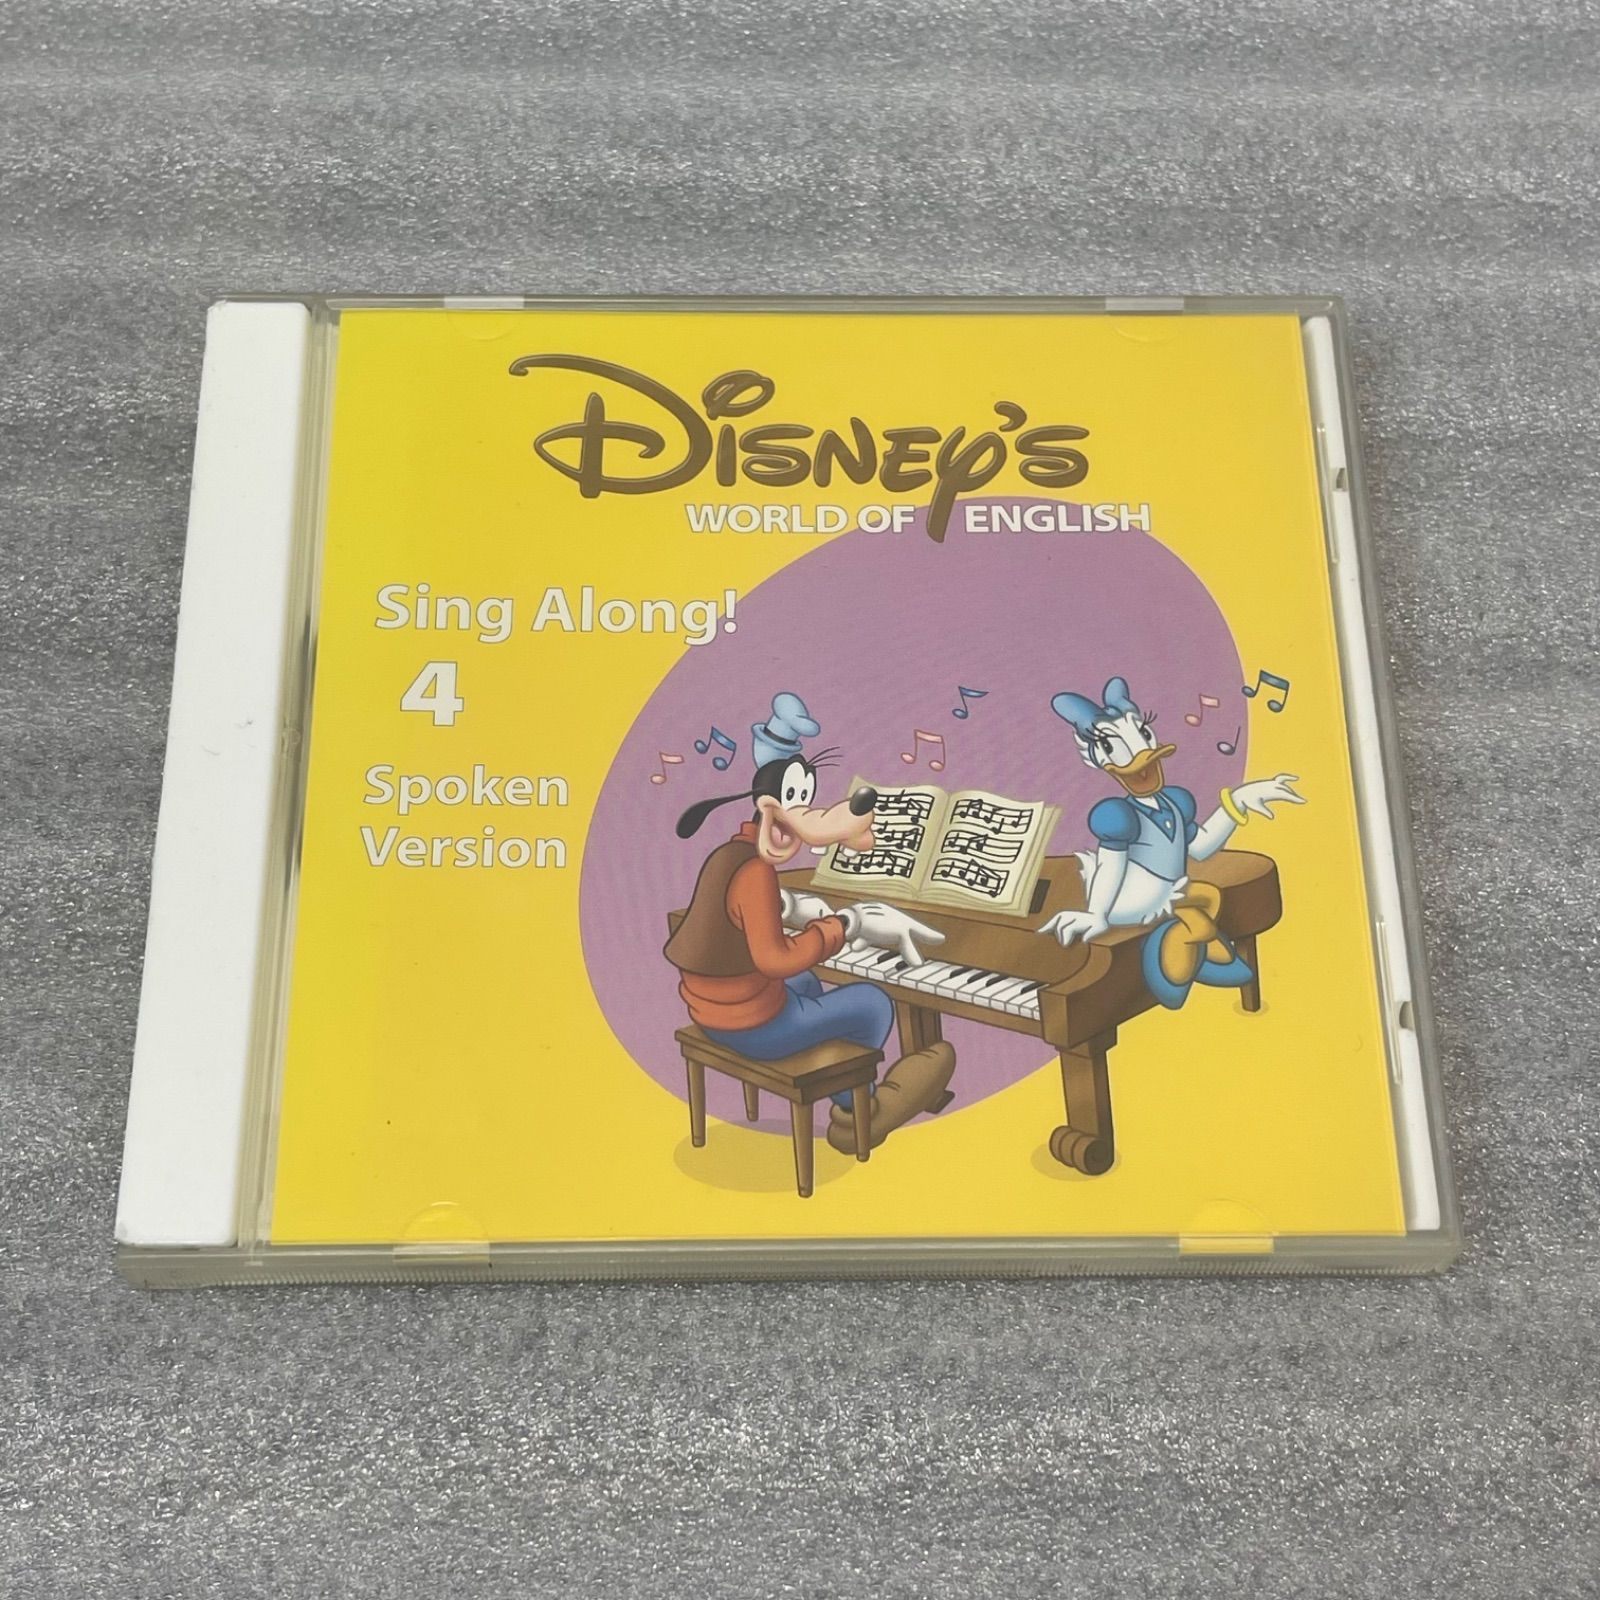 Disney's
WORLD OF ENGLISH
Sing Along!
4
Spoken
Version